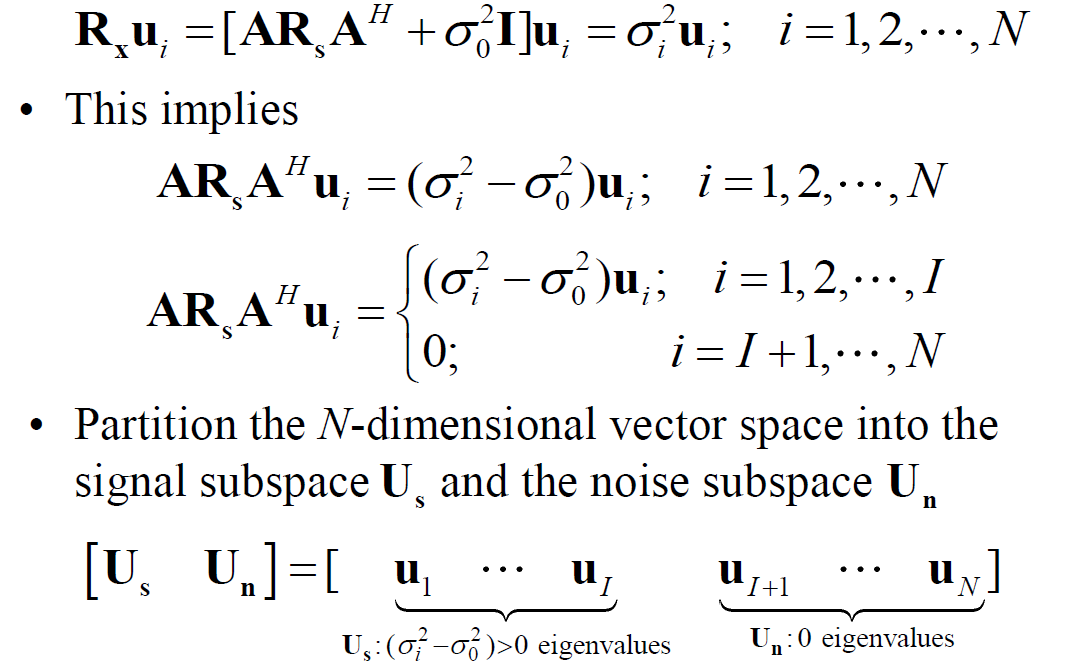 R_x u_i = [AR_s A^H + σ_0^2 I]u_i = σ_i^2 u_i; i = 1, 2, ⋯, N
• This implies
AR_s A^H u_i = (σ_i^2 − σ_0^2)u_i; i = 1, 2, ⋯, N
AR_s A^H u_i = { (σ_i^2 − σ_0^2)u_i; i = 1, 2, ⋯, I
0; i = I + 1, ⋯, N
• Partition the N-dimensional vector space into the
signal subspace U_s and the noise subspace U_n
[U_s U_n] = [ u_1 ⋯ u_I u_{I+1} ⋯ u_N ]
U_s : (σ_i^2 − σ_0^2)>0 eigenvalues U_n : 0 eigenvalues